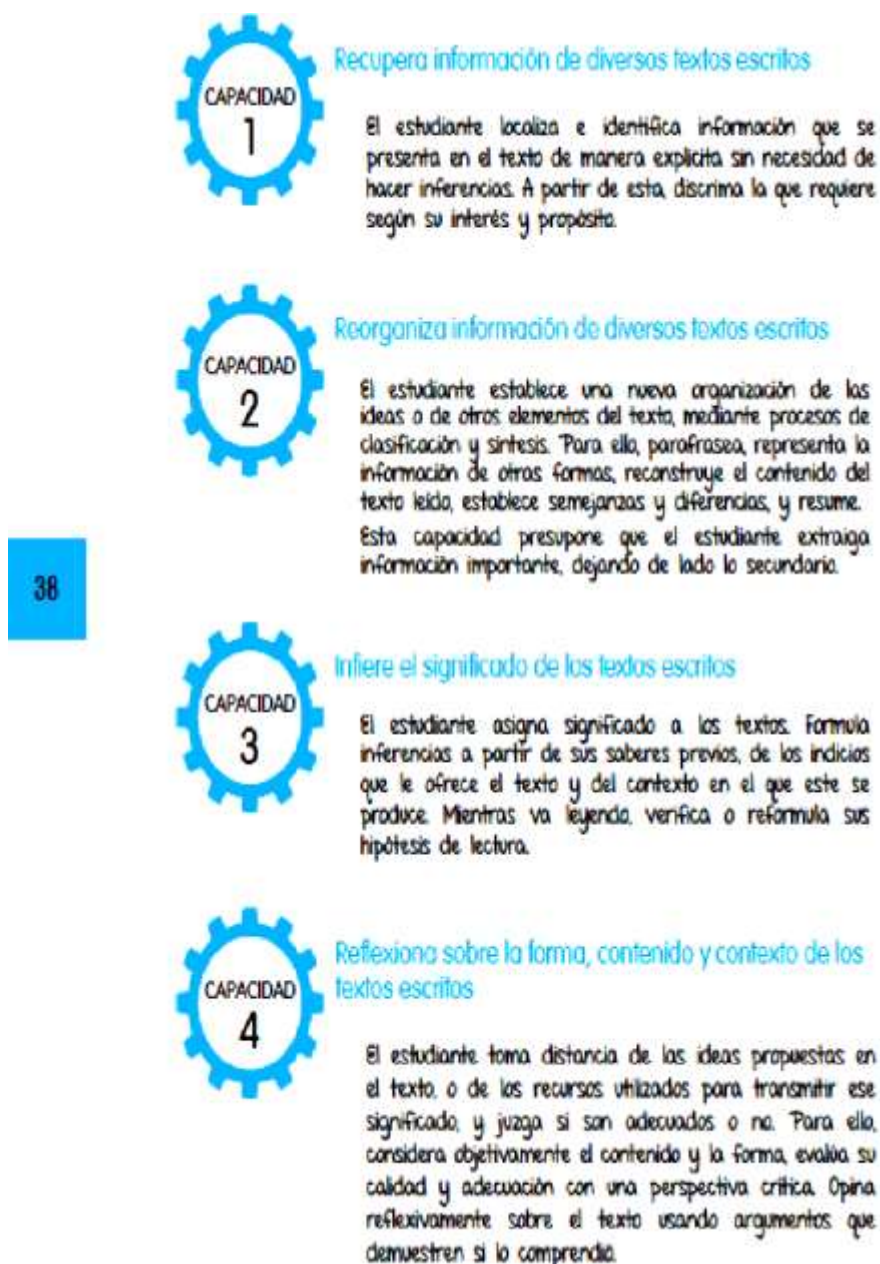 CAPACIDAD
1
Recupera información de diversos textos escritos
El estudiante localiza e identifica información que se
presenta en el texto de manera explícita sin necesidad de
hacer inferencias. A partir de esta, discrima la que requiere
según su interés y propósito.
CAPACIDAD
2
Reorganiza información de diversos textos escritos
El estudiante establece una nueva organización de las
ideas o de otros elementos del texto, mediante procesos de
clasificación y síntesis. Para ello, parafrasea, representa la
información de otras formas, reconstruye el contenido del
texto leído, establece semejanzas y diferencias, y resume.
Esta capacidad presupone que el estudiante extraiga
información importante, dejando de lado lo secundario.
38
CAPACIDAD
3
Infiere el significado de los textos escritos
El estudiante asigna significado a los textos. Formula
inferencias a partir de sus saberes previos, de los indicios
que le ofrece el texto y del contexto en el que este se
produce. Mientras va leyendo, verifica o reformula sus
hipótesis de lectura.
CAPACIDAD
4
Reflexiona sobre la forma, contenido y contexto de los
textos escritos
El estudiante toma distancia de las ideas propuestas en
el texto, o de los recursos utilizados para transmitir ese
significado, y juzga si son adecuados o no. Para ello,
considera objetivamente el contenido y la forma, evalúa su
calidad y adecuación con una perspectiva crítica. Opina
reflexivamente sobre el texto usando argumentos que
demuestren si lo comprendió.